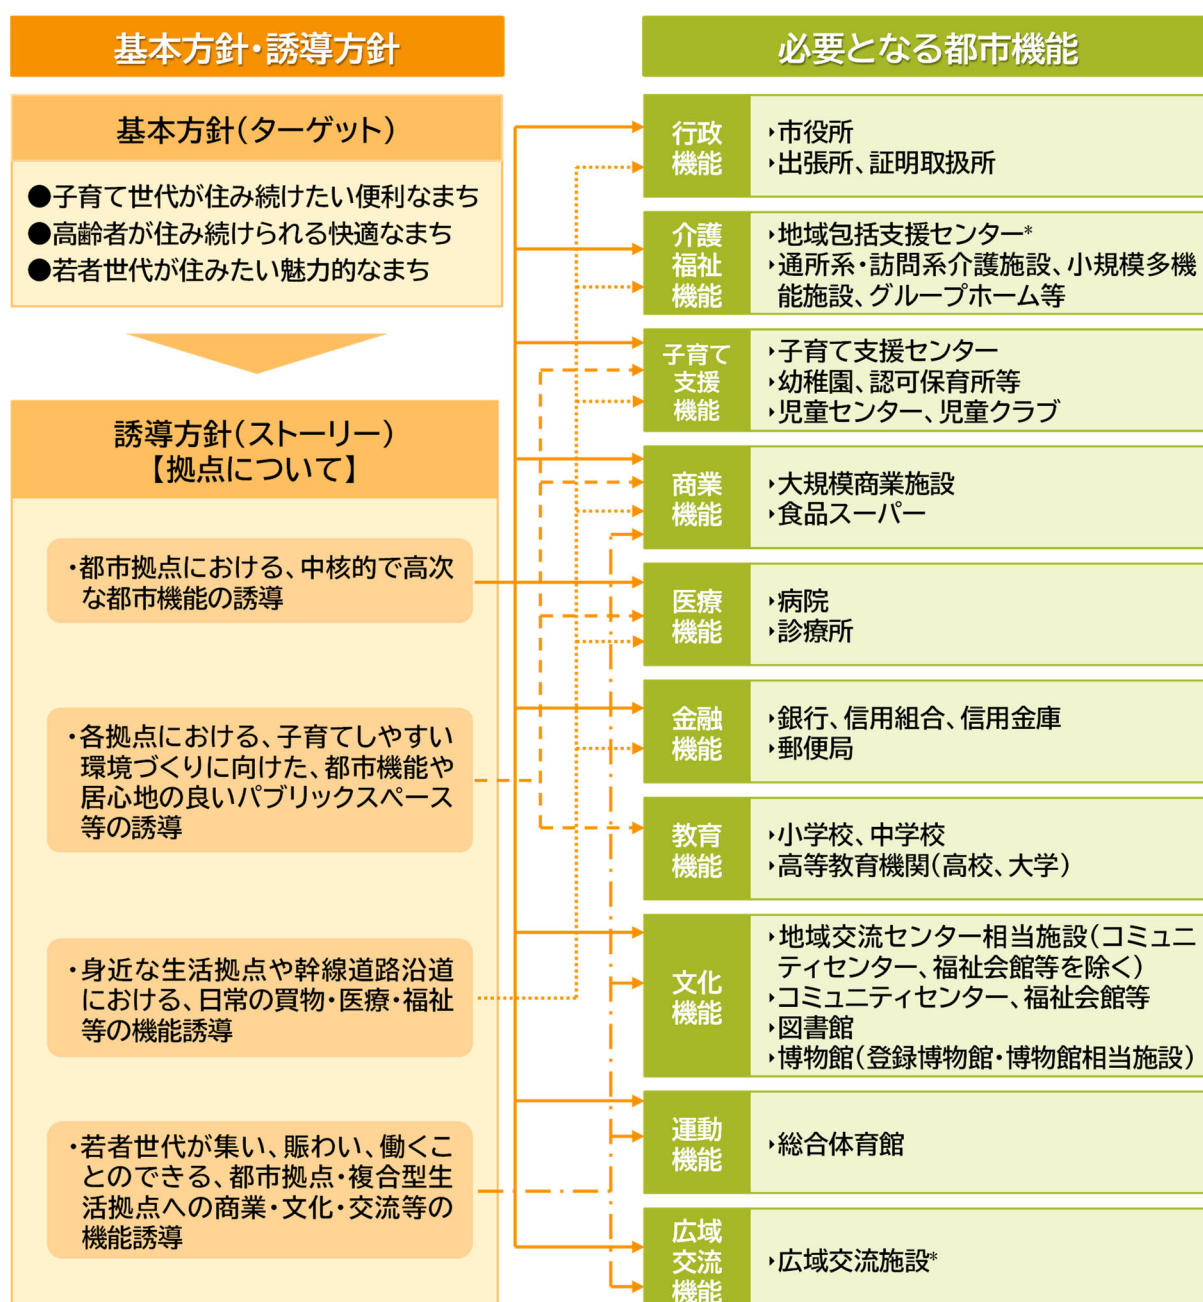 基本方針・誘導方針
基本方針(ターゲット)
●子育て世代が住み続けたい便利なまち
●高齢者が住み続けられる快適なまち
●若者世代が住みたい魅力的なまち
誘導方針(ストーリー)
【拠点について】
・都市拠点における、中核的で高次
な都市機能の誘導
・各拠点における、子育てしやすい
環境づくりに向けた、都市機能や
居心地の良いパブリックスペース
等の誘導
・身近な生活拠点や幹線道路沿道
における、日常の買物・医療・福祉
等の機能誘導
・若者世代が集い、賑わい、働くこ
とのできる、都市拠点・複合型生
活拠点への商業・文化・交流等の
機能誘導
必要となる都市機能
行政
機能
‣市役所
‣出張所、証明取扱所
介護
福祉
機能
‣地域包括支援センター*
‣通所系・訪問系介護施設、小規模多機
能施設、グループホーム等
子育て
支援
機能
‣子育て支援センター
‣幼稚園、認可保育所等
‣児童センター、児童クラブ
商業
機能
‣大規模商業施設
‣食品スーパー
医療
機能
‣病院
‣診療所
金融
機能
‣銀行、信用組合、信用金庫
‣郵便局
教育
機能
‣小学校、中学校
‣高等教育機関(高校、大学)
文化
機能
‣地域交流センター相当施設(コミュニ
ティセンター、福祉会館等を除く)
‣コミュニティセンター、福祉会館等
‣図書館
‣博物館(登録博物館・博物館相当施設)
運動
機能
‣総合体育館
広域
交流
機能
‣広域交流施設*